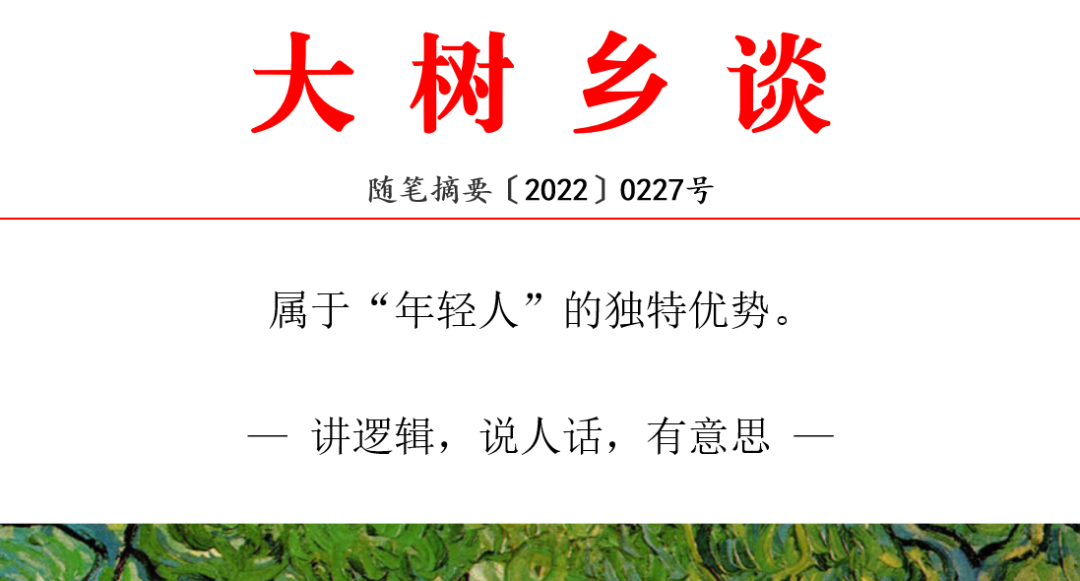 大树乡谈
随笔摘要〔2022〕0227号
属于“年轻人”的独特优势。
— 讲逻辑，说人话，有意思 —